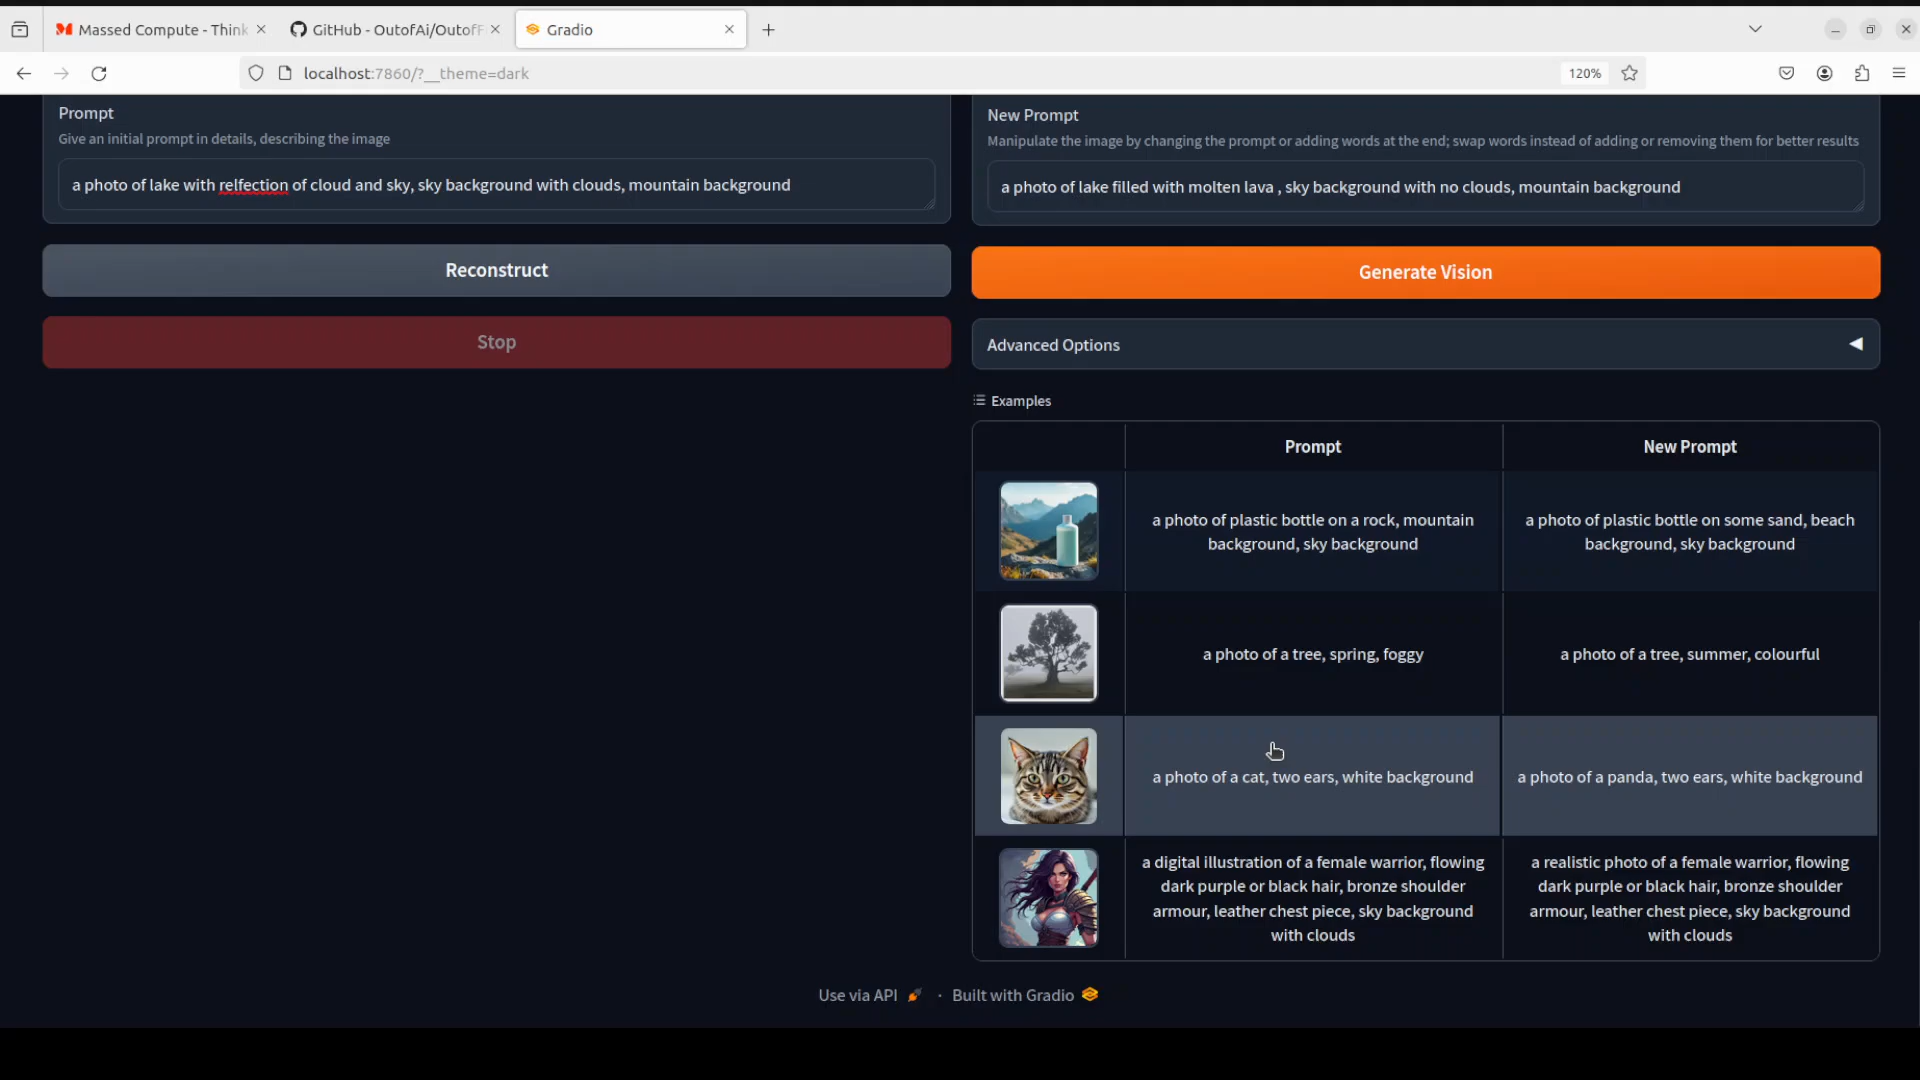 Massed Compute - Think
GitHub - OutofAi/OutofF
Gradio
localhost:7860/?__theme=dark
120%
Prompt
Give an initial prompt in details, describing the image
a photo of lake with relfection of cloud and sky, sky background with clouds, mountain background
Reconstruct
Stop
New Prompt
Manipulate the image by changing the prompt or adding words at the end; swap words instead of adding or removing them for better results
a photo of lake filled with molten lava , sky background with no clouds, mountain background
Generate Vision
Advanced Options
Examples
Prompt
New Prompt
a photo of plastic bottle on a rock, mountain
background, sky background
a photo of plastic bottle on some sand, beach
background, sky background
a photo of a tree, spring, foggy
a photo of a tree, summer, colourful
a photo of a cat, two ears, white background
a photo of a panda, two ears, white background
a digital illustration of a female warrior, flowing
dark purple or black hair, bronze shoulder
armour, leather chest piece, sky background
with clouds
a realistic photo of a female warrior, flowing
dark purple or black hair, bronze shoulder
armour, leather chest piece, sky background
with clouds
Use via API · Built with Gradio